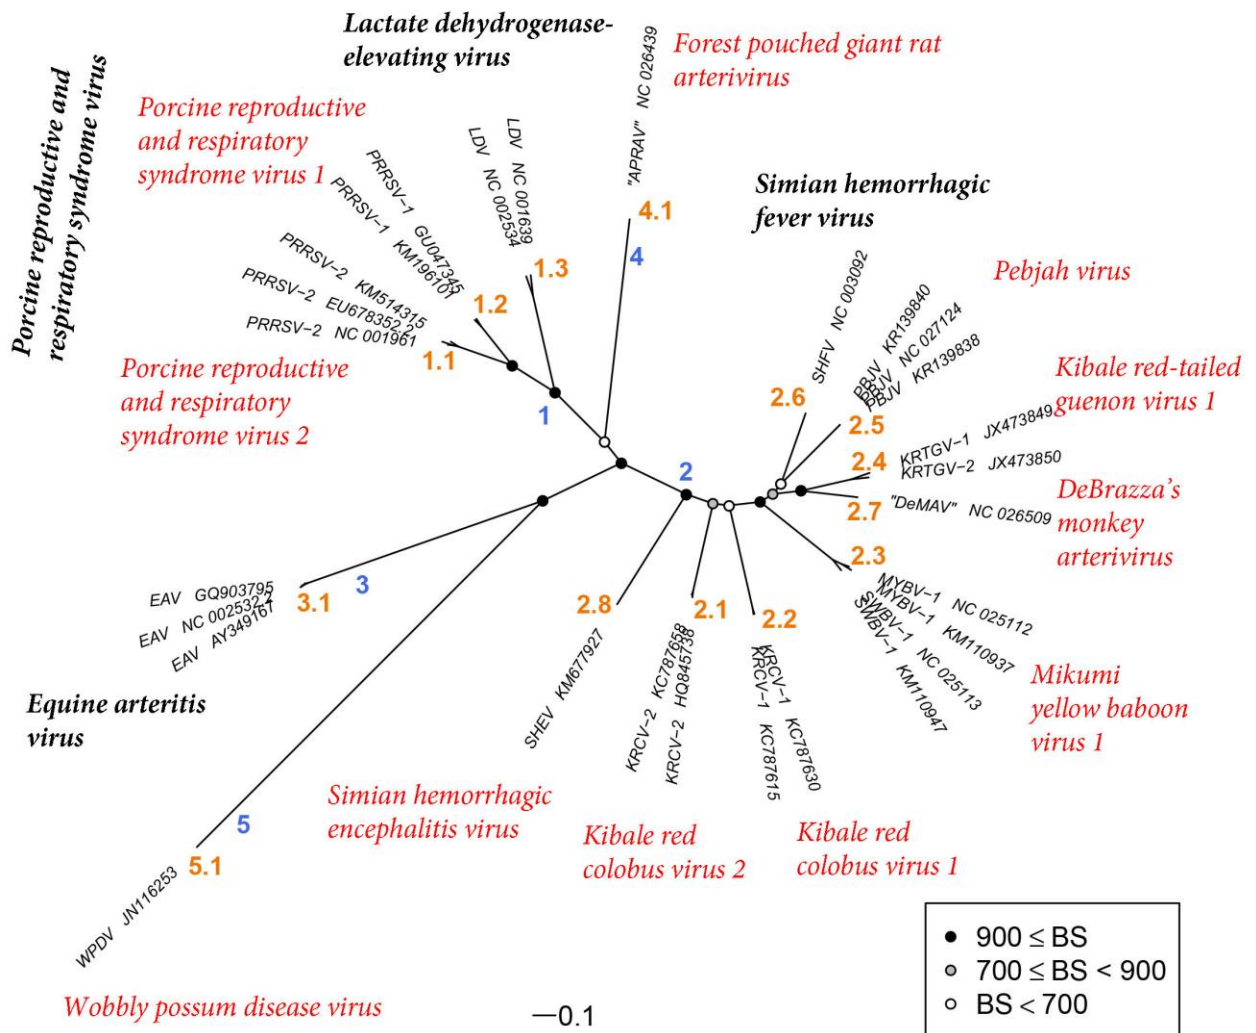 Porcine reproductive and
respiratory syndrome virus
Lactate dehydrogenase-
elevating virus
Porcine reproductive
and respiratory
syndrome virus 1
PRRSV-1 GU047345
PRRSV-1 KM196101
PRRSV-2 KM514315
PRRSV-2 EU678352.2
PRRSV-2 NC 001961
1.1
1.2
Porcine reproductive
and respiratory
syndrome virus 2
LDV NC 001639
LDV NC 002534
1.3
1
"APRAV" NC 026439
Forest pouched giant rat
arterivirus
4.1
4
Simian hemorrhagic
fever virus
SHFV NC 003092
2.6
Pebjah virus
PBJV KR139840
PBJV NC 027124
PBJV KR139838
2.5
Kibale red-tailed
guenon virus 1
KRTGV-1 JX473849
KRTGV-2 JX473850
2.4
2
"DeMAV" NC 026509
2.7
DeBrazza's
monkey
arterivirus
2.3
MYBV-1 NC 025112
MYBV-1 KM110937
SWBV-1 NC 025113
SWBV-1 KM110947
Mikumi
yellow baboon
virus 1
EAV GQ903795
EAV NC 002532.2
EAV AY349167
3.1
3
Equine arteritis
virus
2.8
SHEV KM677927
Simian hemorrhagic
encephalitis virus
2.1
KRCV-2 KC787658
KRCV-2 HQ845738
Kibale red
colobus virus 2
2.2
KRCV-1 KC787630
KRCV-1 KC787615
Kibale red
colobus virus 1
5
5.1
WPDV JN116253
Wobbly possum disease virus
0.1
900 ≤ BS
700 ≤ BS < 900
BS < 700